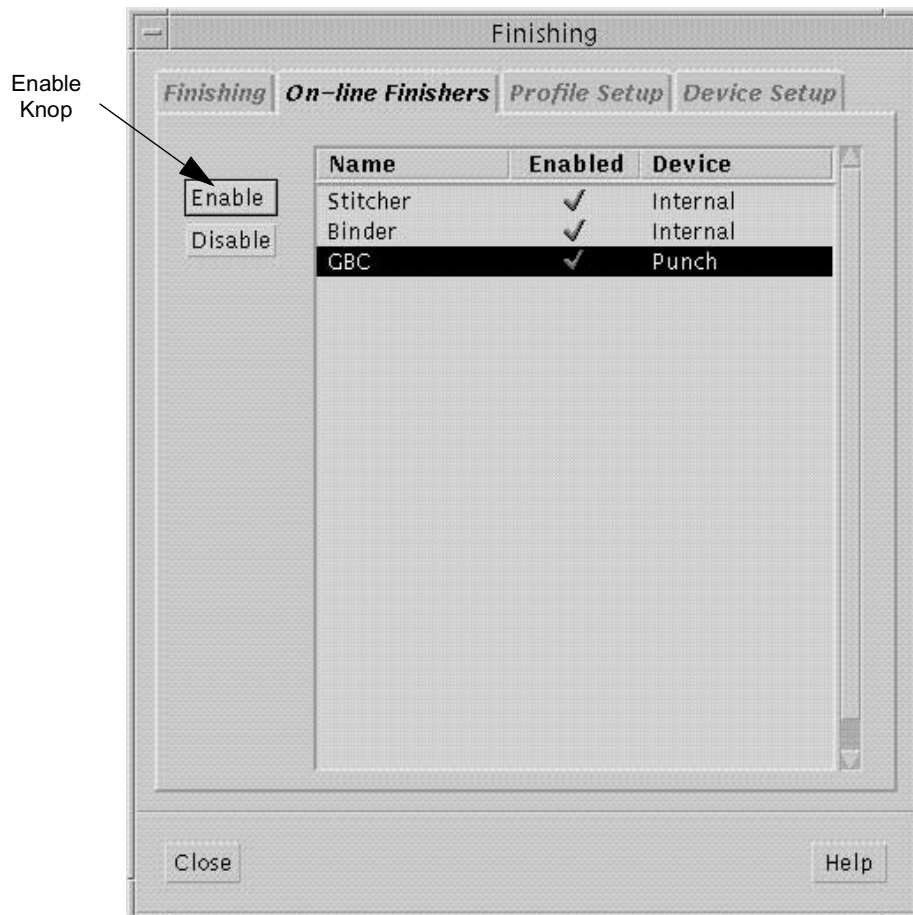 Finishing
Enable
Knop
Finishing On-line Finishers Profile Setup Device Setup
Enable
Disable
Name Enabled Device
Stitcher Internal
Binder Internal
GBC Punch
Close Help